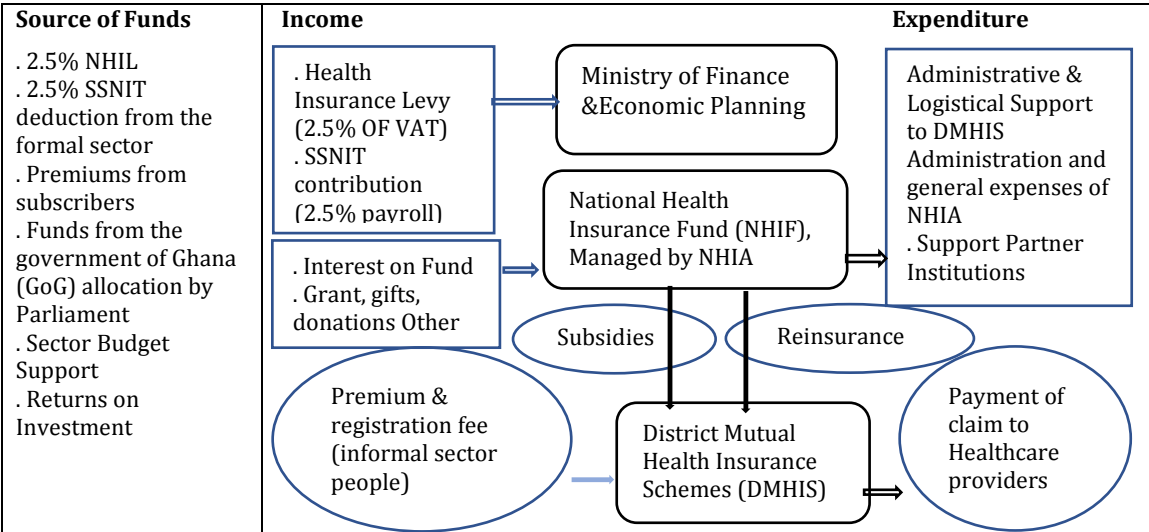 Source of Funds
. 2.5% NHIL
. 2.5% SSNIT
deduction from the
formal sector
. Premiums from
subscribers
. Funds from the
government of Ghana
(GoG) allocation by
Parliament
. Sector Budget
Support
. Returns on
Investment
Income
. Health
Insurance Levy
(2.5% OF VAT)
. SSNIT
contribution
(2.5% payroll)
. Interest on Fund
. Grant, gifts,
donations Other
Premium &
registration fee
(informal sector
people)
Ministry of Finance
&Economic Planning
National Health
Insurance Fund (NHIF),
Managed by NHIA
Subsidies
Reinsurance
District Mutual
Health Insurance
Schemes (DMHIS)
Expenditure
Administrative &
Logistical Support
to DMHIS
Administration and
general expenses of
NHIA
. Support Partner
Institutions
Payment of
claim to
Healthcare
providers